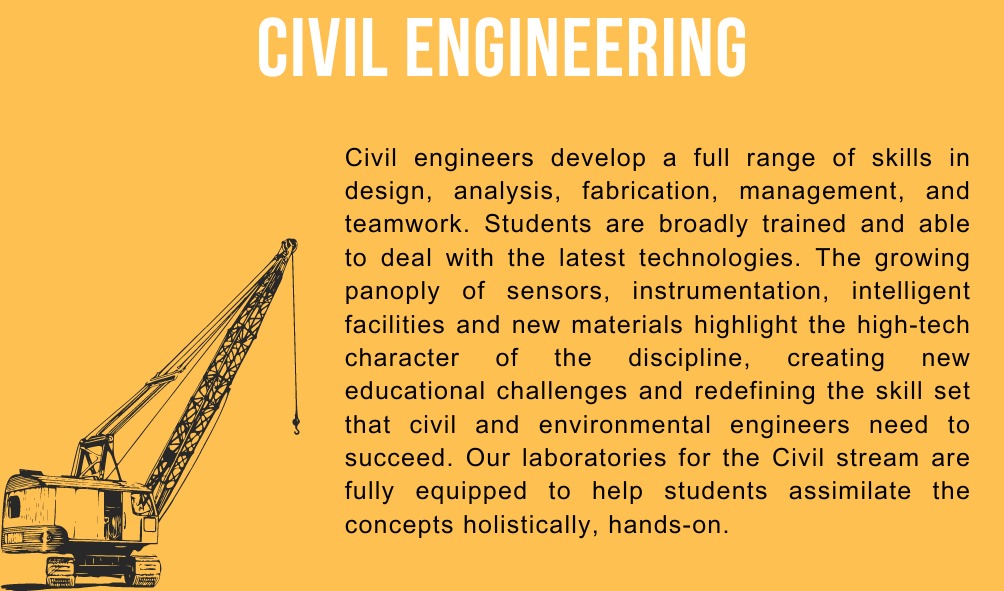 CIVIL ENGINEERING
Civil engineers develop a full range of skills in
design, analysis, fabrication, management, and
teamwork. Students are broadly trained and able
to deal with the latest technologies. The growing
panoply of sensors, instrumentation, intelligent
facilities and new materials highlight the high-tech
character of the discipline, creating new
educational challenges and redefining the skill set
that civil and environmental engineers need to
succeed. Our laboratories for the Civil stream are
fully equipped to help students assimilate the
concepts holistically, hands-on.